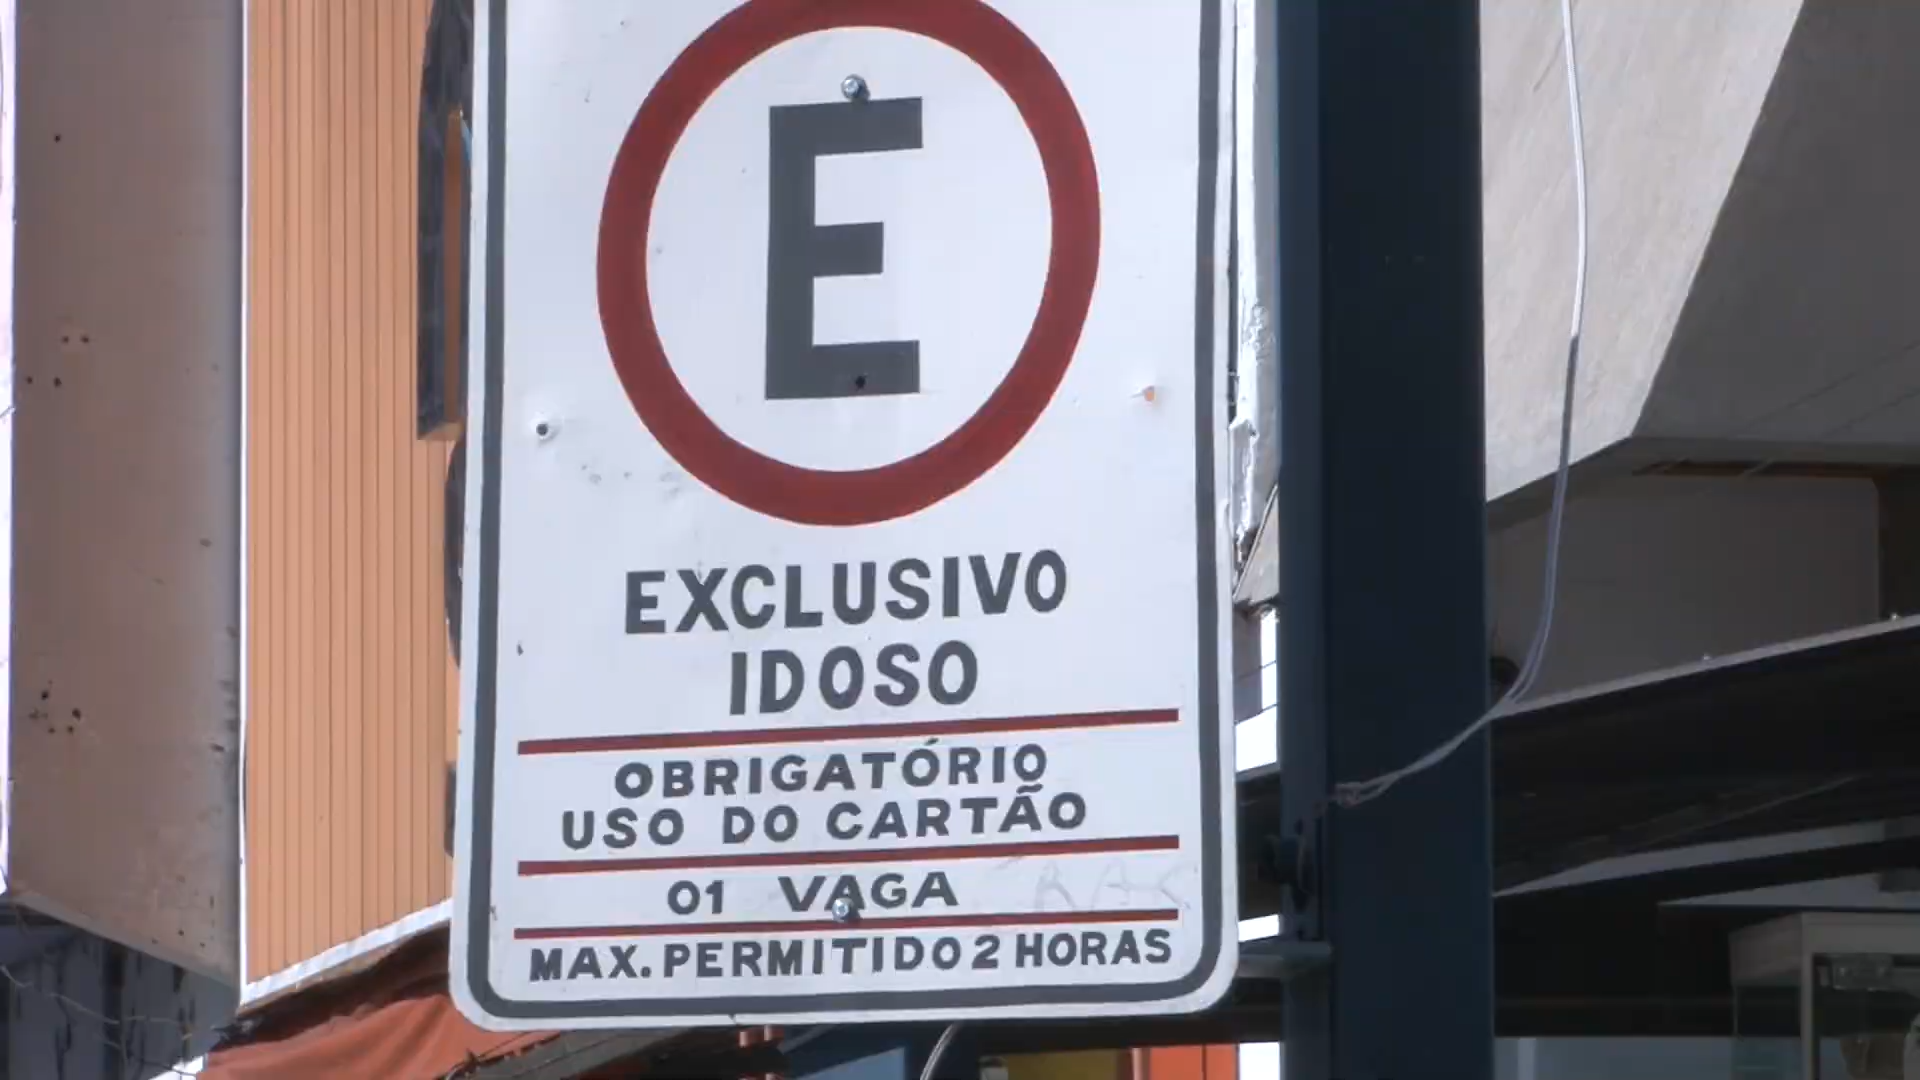 E
EXCLUSIVO
IDOSO
OBRIGATÓRIO
USO DO CARTÃO
01 VAGA
MAX. PERMITIDO 2 HORAS